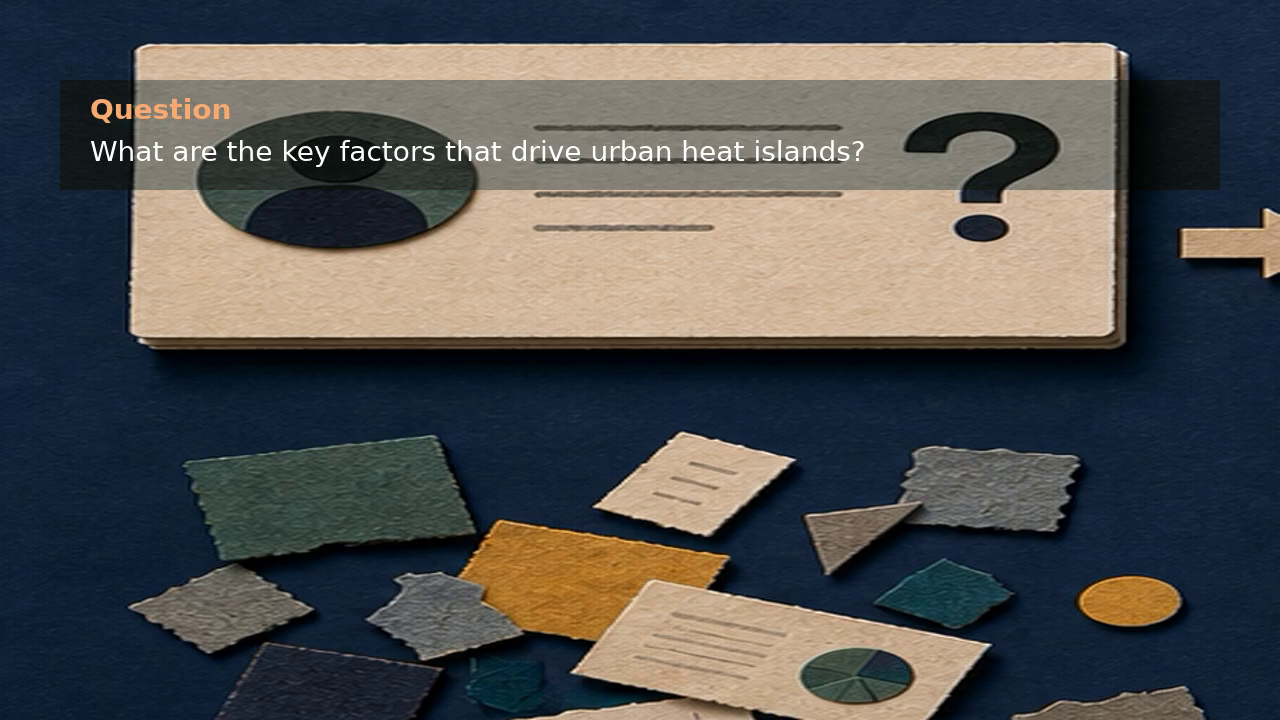 Question
What are the key factors that drive urban heat islands?
?